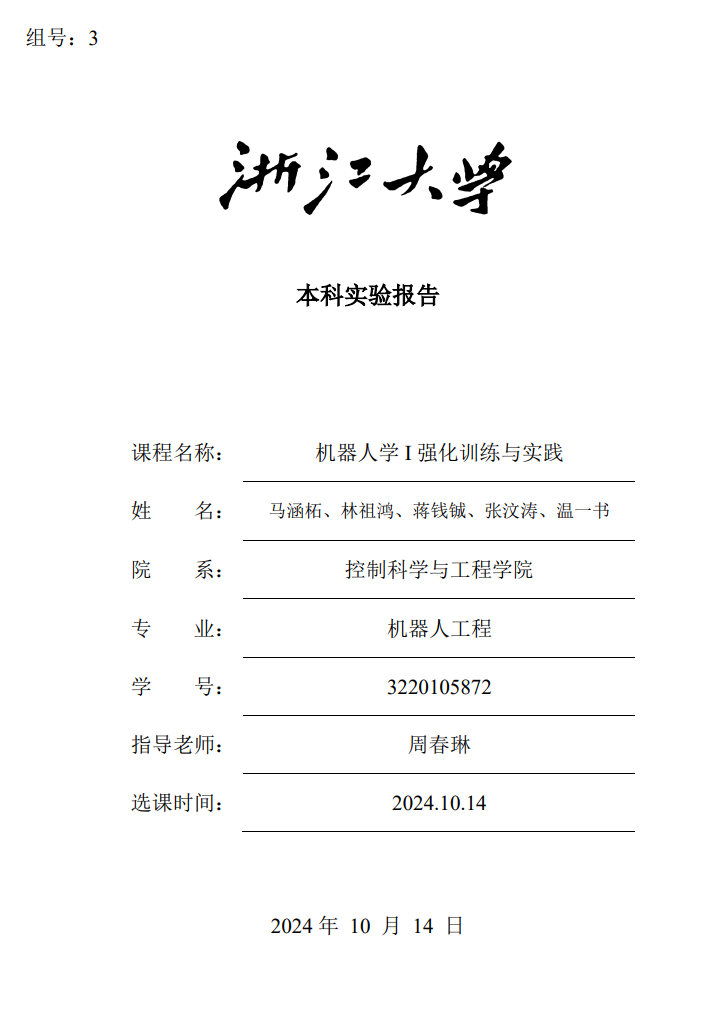 组号：3
浙江大学
本科实验报告
课程名称： 机器人学 I 强化训练与实践
姓 名： 马涵柘、林祖鸿、蒋钱铖、张汶涛、温一书
院 系： 控制科学与工程学院
专 业： 机器人工程
学 号： 3220105872
指导老师： 周春琳
选课时间： 2024.10.14
2024 年 10 月 14 日